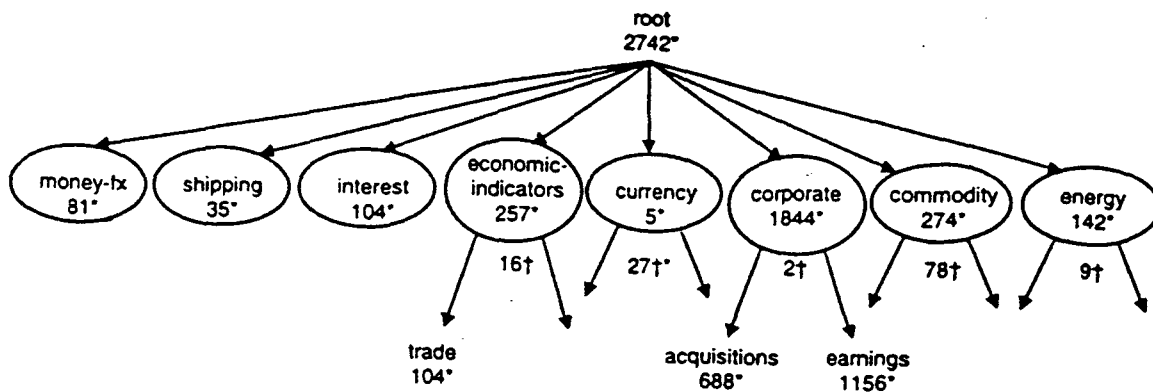 root
2742*
money-fx
81*
shipping
35*
interest
104*
economic-
indicators
257*
currency
5*
corporate
1844*
commodity
274*
energy
142*
16†
27†*
2†
78†
9†
trade
104*
acquisitions
688*
earnings
1156*